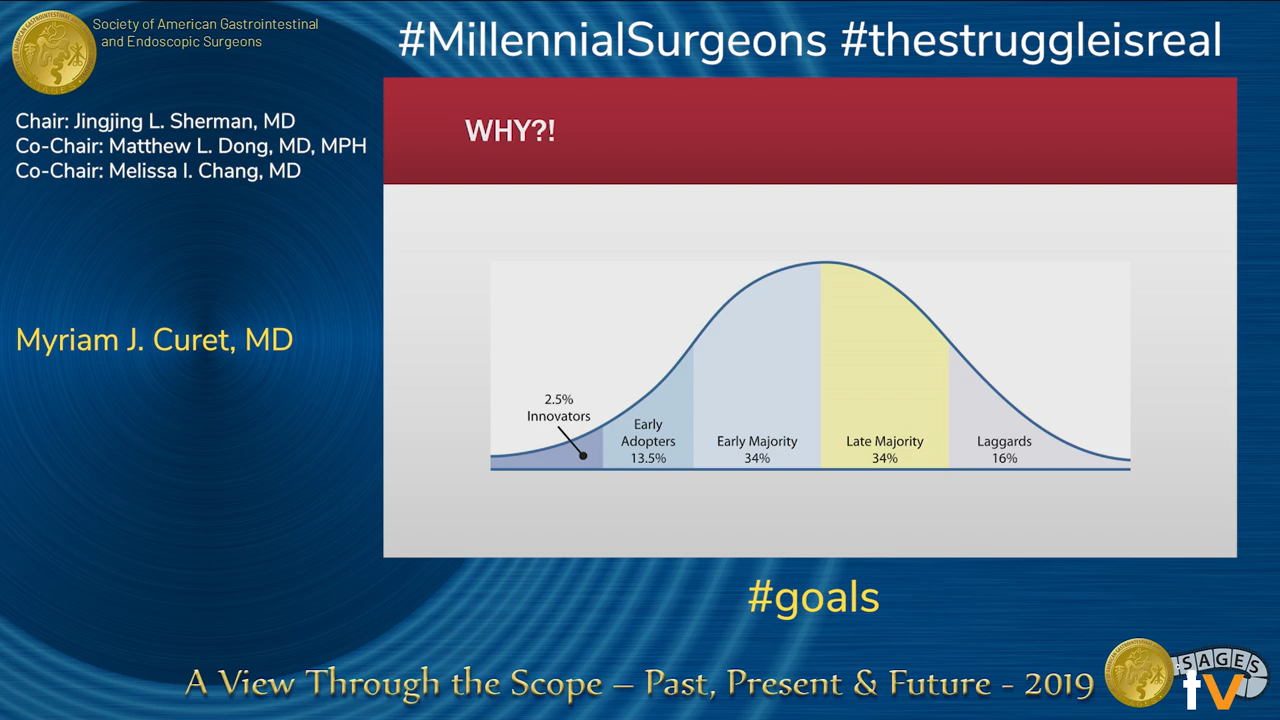 Society of American Gastrointestinal
and Endoscopic Surgeons
#MillennialSurgeons #thestruggleisreal
Chair: Jingjing L. Sherman, MD
Co-Chair: Matthew L. Dong, MD, MPH
Co-Chair: Melissa I. Chang, MD
Myriam J. Curet, MD
WHY?!
2.5%
Innovators
Early
Adopters
13.5%
Early Majority
34%
Late Majority
34%
Laggards
16%
#goals
A View Through the Scope – Past, Present & Future - 2019
SAGES
tv